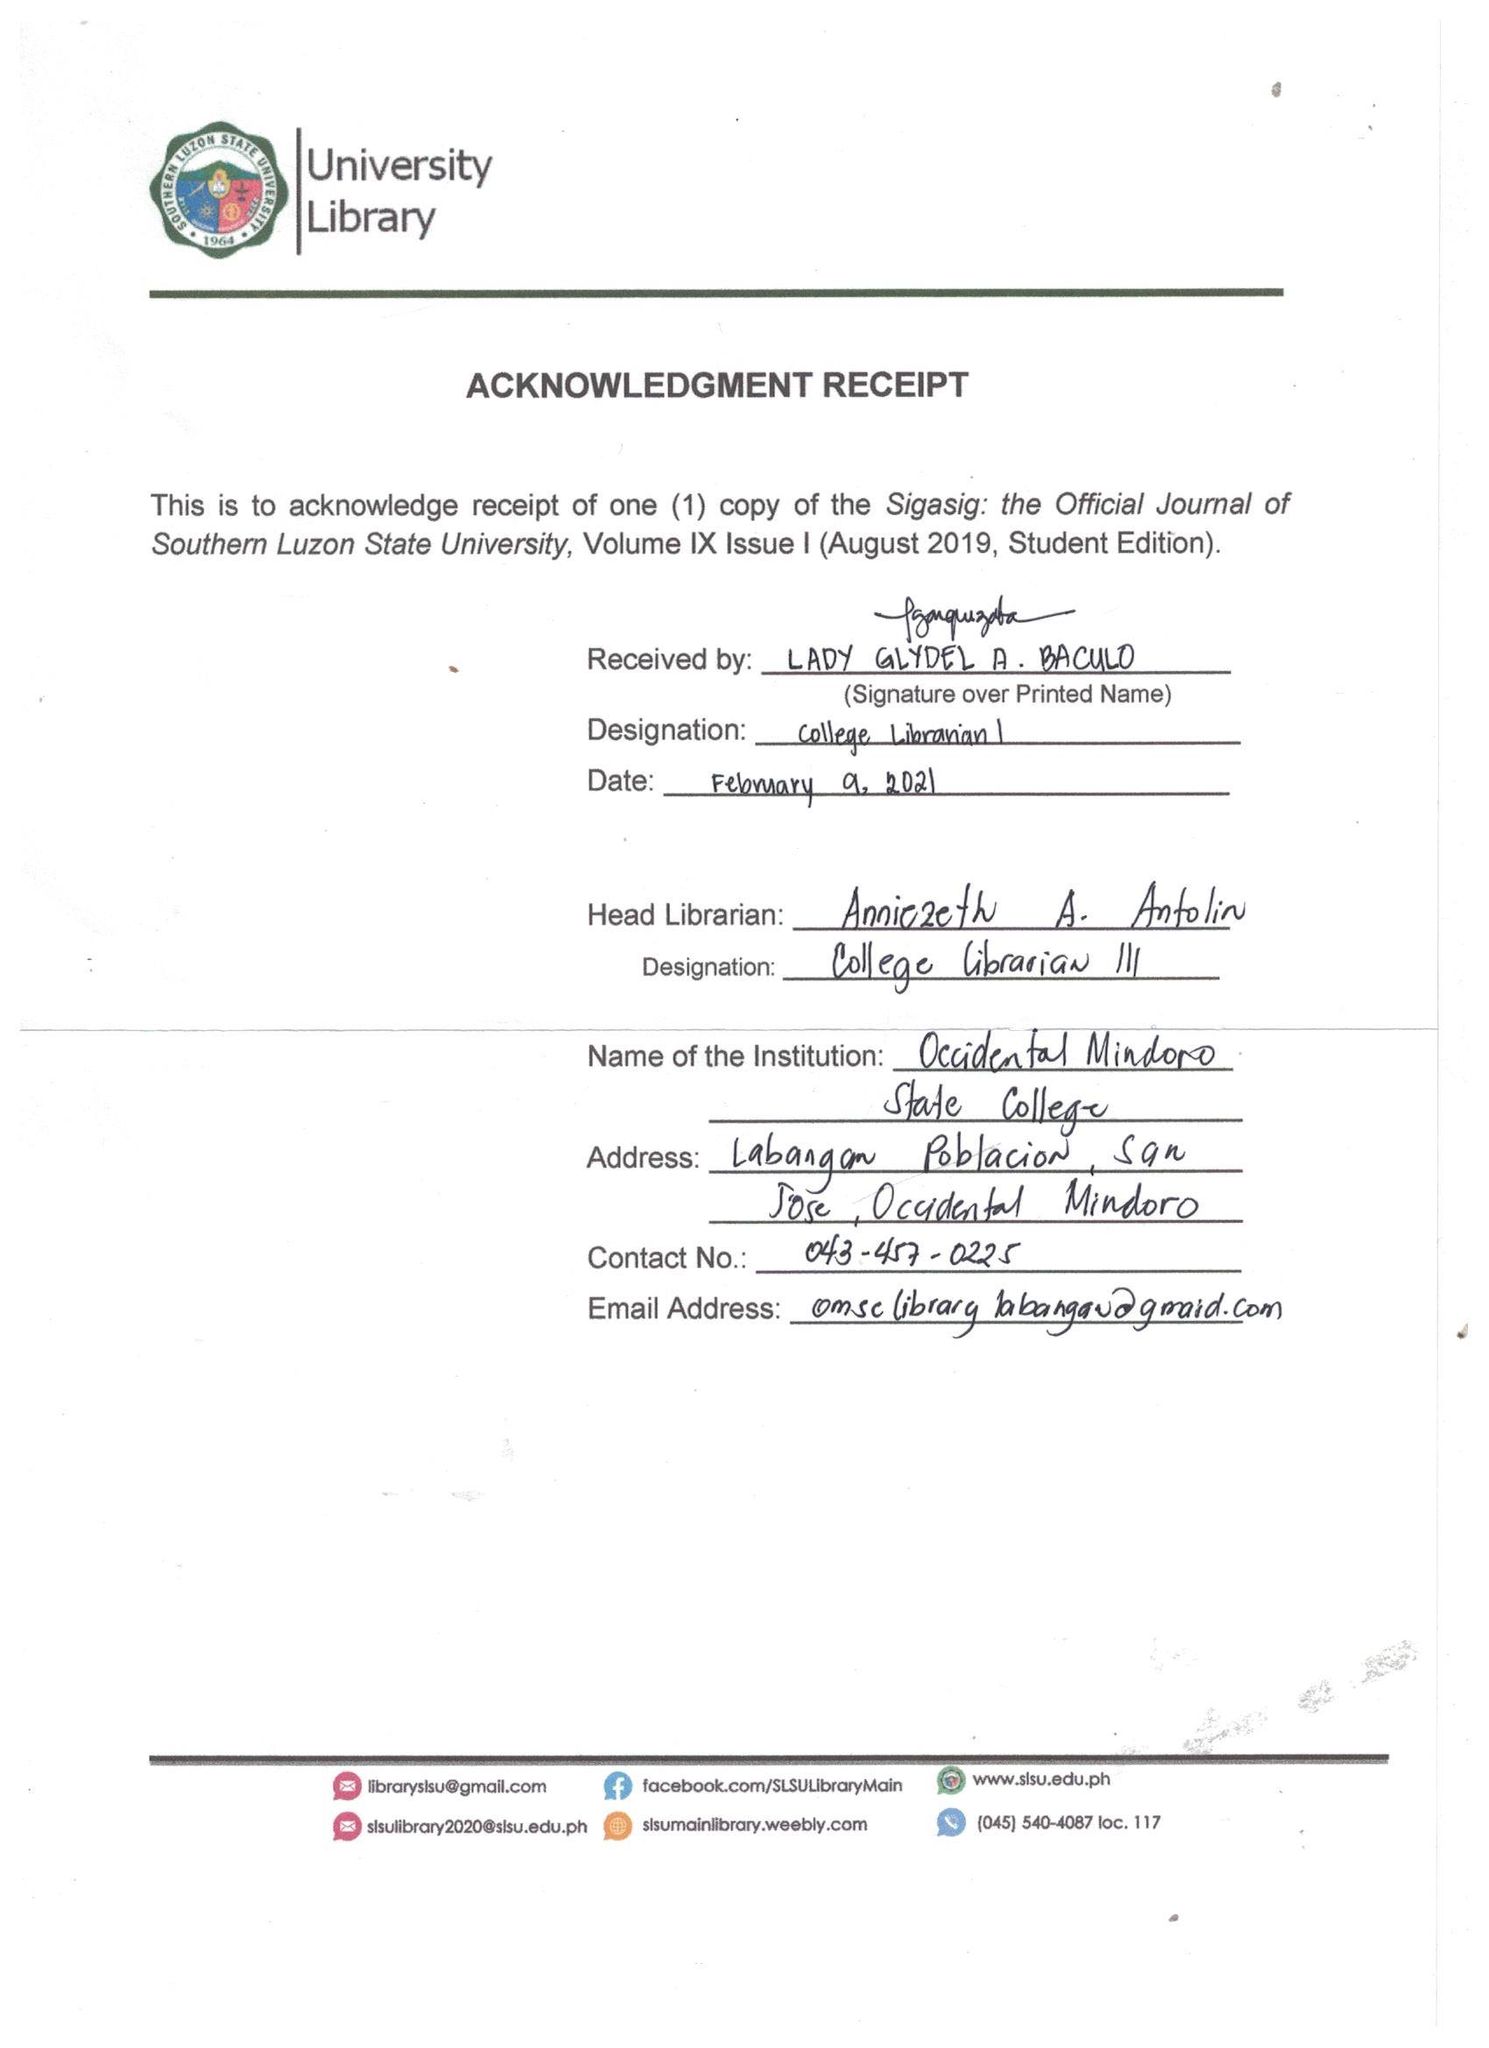 SOUTHERN LUZON STATE UNIVERSITY
1964
University
Library
ACKNOWLEDGMENT RECEIPT
This is to acknowledge receipt of one (1) copy of the Sigasig: the Official Journal of
Southern Luzon State University, Volume IX Issue I (August 2019, Student Edition).
Received by: LADY GLYDEL A. BACULO
(Signature over Printed Name)
Designation: College Librarian I
Date: February 9, 2021
Head Librarian: Anniezeth A. Antolin
Designation: College Librarian III
Name of the Institution: Occidental Mindoro
State College
Address: Labangan Poblacion, San
Jose, Occidental Mindoro
Contact No.: 043-457-0225
Email Address: omsc library labangan@gmail.com
libraryslsu@gmail.com facebook.com/SLSULibraryMain www.slsu.edu.ph
slsulibrary2020@slsu.edu.ph slsumainlibrary.weebly.com (045) 540-4087 loc. 117